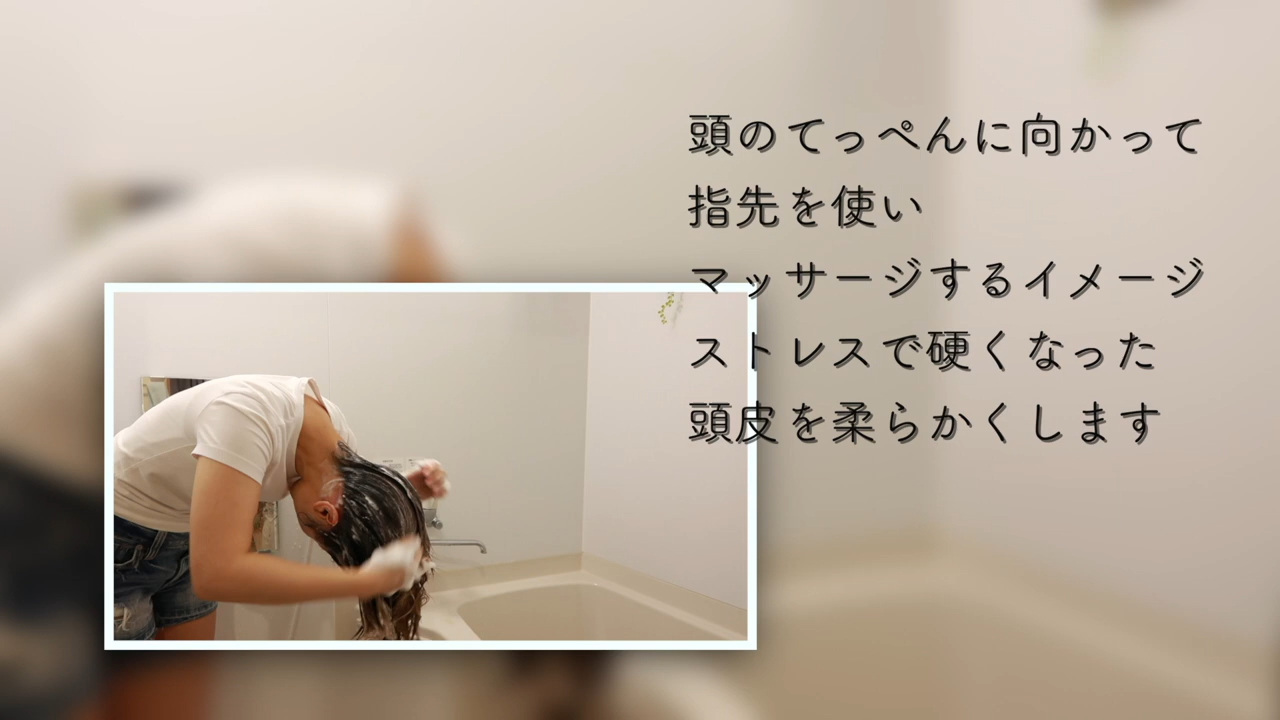 頭のてっぺんに向かって
指先を使い
マッサージするイメージ
ストレスで硬くなった
頭皮を柔らかくします